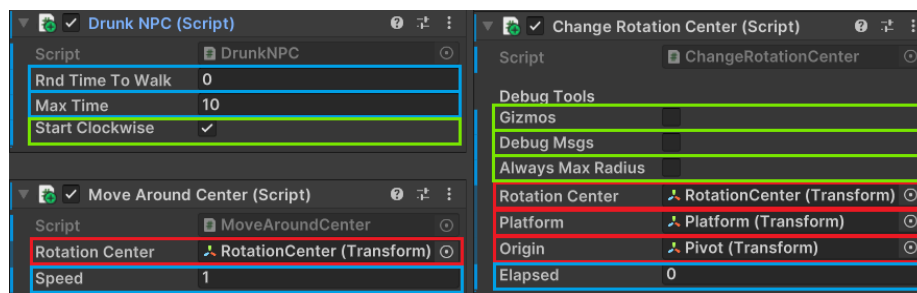 Drunk NPC (Script)
Script DrunkNPC
Rnd Time To Walk 0
Max Time 10
Start Clockwise
Move Around Center (Script)
Script MoveAroundCenter
Rotation Center RotationCenter (Transform)
Speed 1
Change Rotation Center (Script)
Script ChangeRotationCenter
Debug Tools
Gizmos
Debug Msgs
Always Max Radius
Rotation Center RotationCenter (Transform)
Platform Platform (Transform)
Origin Pivot (Transform)
Elapsed 0